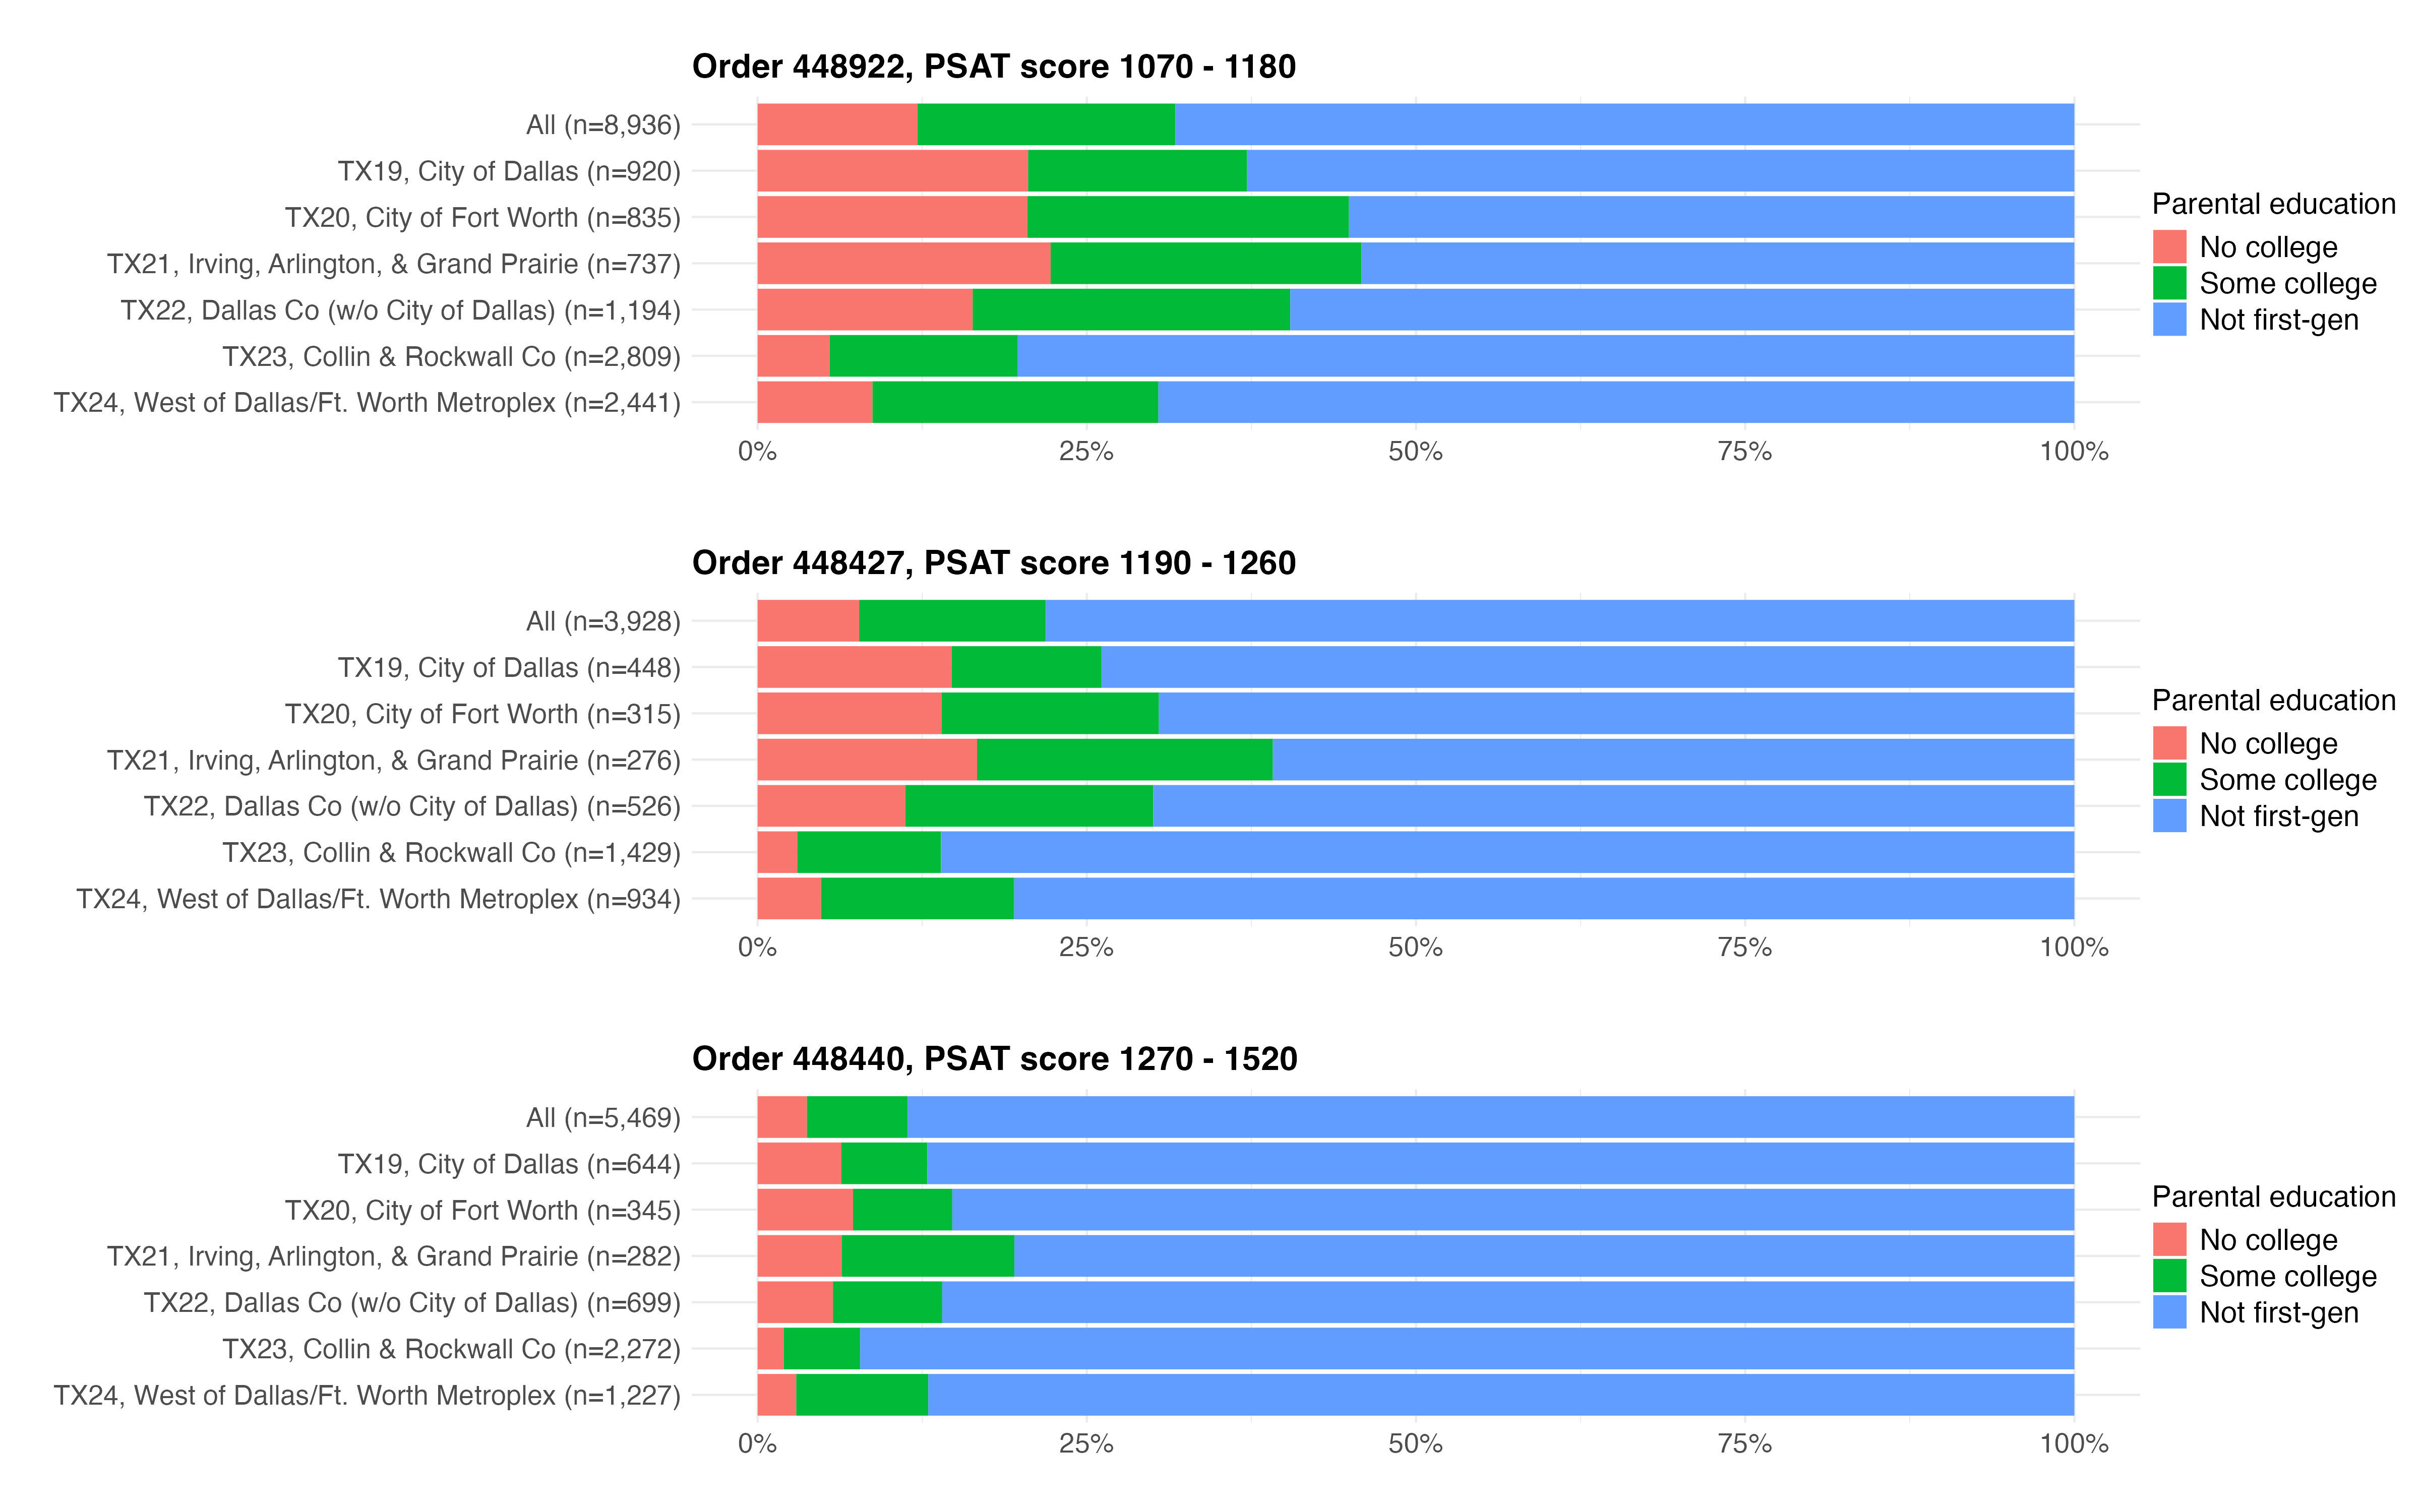 Order 448922, PSAT score 1070 - 1180
All (n=8,936)
TX19, City of Dallas (n=920)
TX20, City of Fort Worth (n=835)
TX21, Irving, Arlington, & Grand Prairie (n=737)
TX22, Dallas Co (w/o City of Dallas) (n=1,194)
TX23, Collin & Rockwall Co (n=2,809)
TX24, West of Dallas/Ft. Worth Metroplex (n=2,441)
0% 25% 50% 75% 100%
Parental education
No college
Some college
Not first-gen
Order 448427, PSAT score 1190 - 1260
All (n=3,928)
TX19, City of Dallas (n=448)
TX20, City of Fort Worth (n=315)
TX21, Irving, Arlington, & Grand Prairie (n=276)
TX22, Dallas Co (w/o City of Dallas) (n=526)
TX23, Collin & Rockwall Co (n=1,429)
TX24, West of Dallas/Ft. Worth Metroplex (n=934)
0% 25% 50% 75% 100%
Parental education
No college
Some college
Not first-gen
Order 448440, PSAT score 1270 - 1520
All (n=5,469)
TX19, City of Dallas (n=644)
TX20, City of Fort Worth (n=345)
TX21, Irving, Arlington, & Grand Prairie (n=282)
TX22, Dallas Co (w/o City of Dallas) (n=699)
TX23, Collin & Rockwall Co (n=2,272)
TX24, West of Dallas/Ft. Worth Metroplex (n=1,227)
0% 25% 50% 75% 100%
Parental education
No college
Some college
Not first-gen